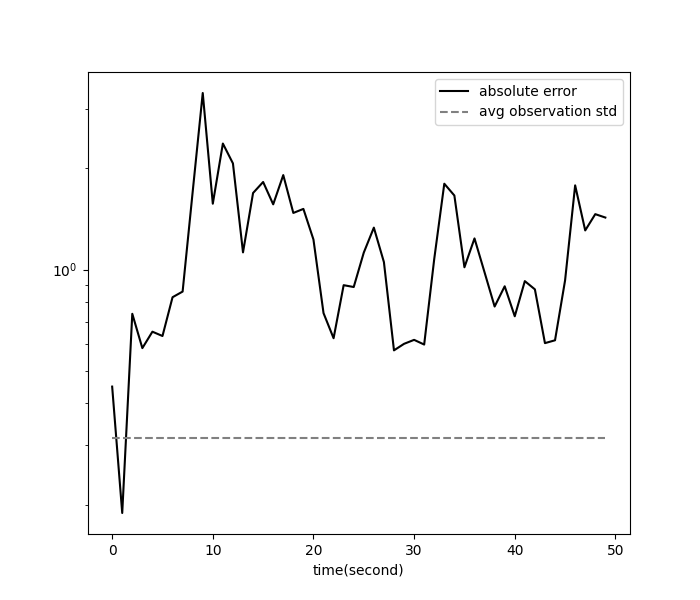 absolute error
avg observation std
10⁰
0 10 20 30 40 50
time(second)